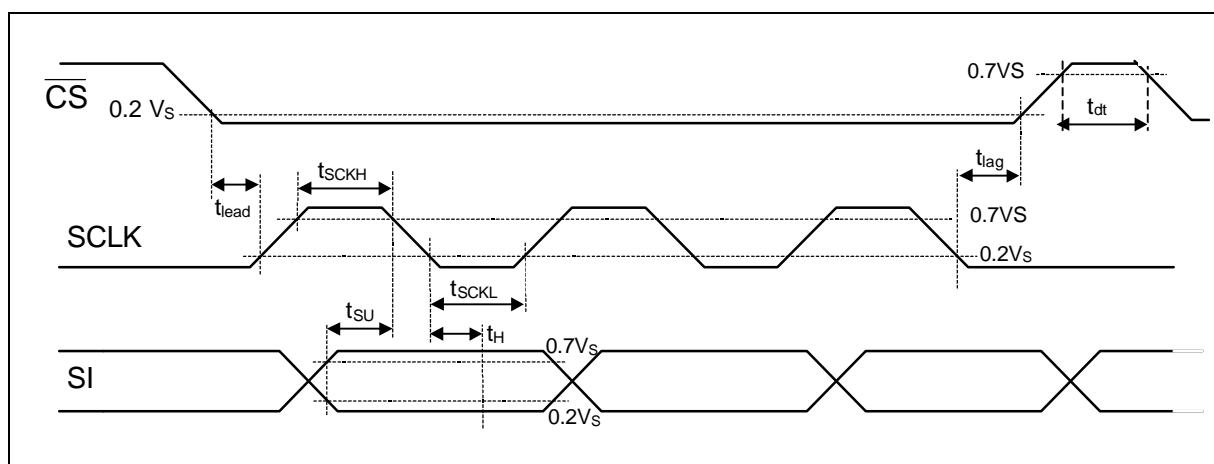 CS
0.2 VS
0.7VS
tdt
tlag
tSCKH
tlead
0.7VS
SCLK
0.2VS
tSCKL
tSU
tH
0.7VS
SI
0.2VS